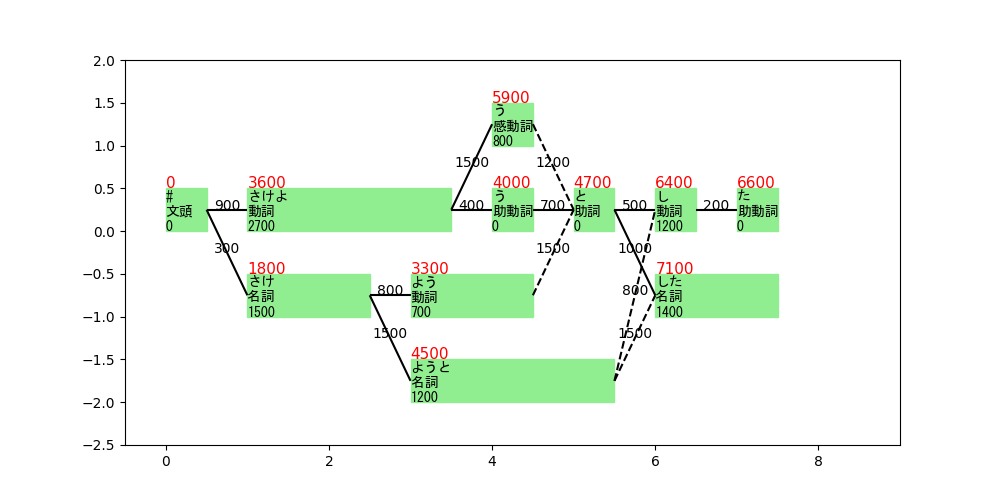 2.0
1.5
1.0
0.5
0.0
−0.5
−1.0
−1.5
−2.0
−2.5
5900
う
感動詞
800
1500
1200
0
#
文頭
0
900
3600
さけよ
動詞
2700
400
4000
う
助動詞
0
700
4700
と
助詞
0
500
6400
し
動詞
1200
200
6600
た
助動詞
0
300
1500
1000
1800
さけ
名詞
1500
800
3300
よう
動詞
700
800
7100
した
名詞
1400
1500
1500
4500
ようと
名詞
1200
0
2
4
6
8